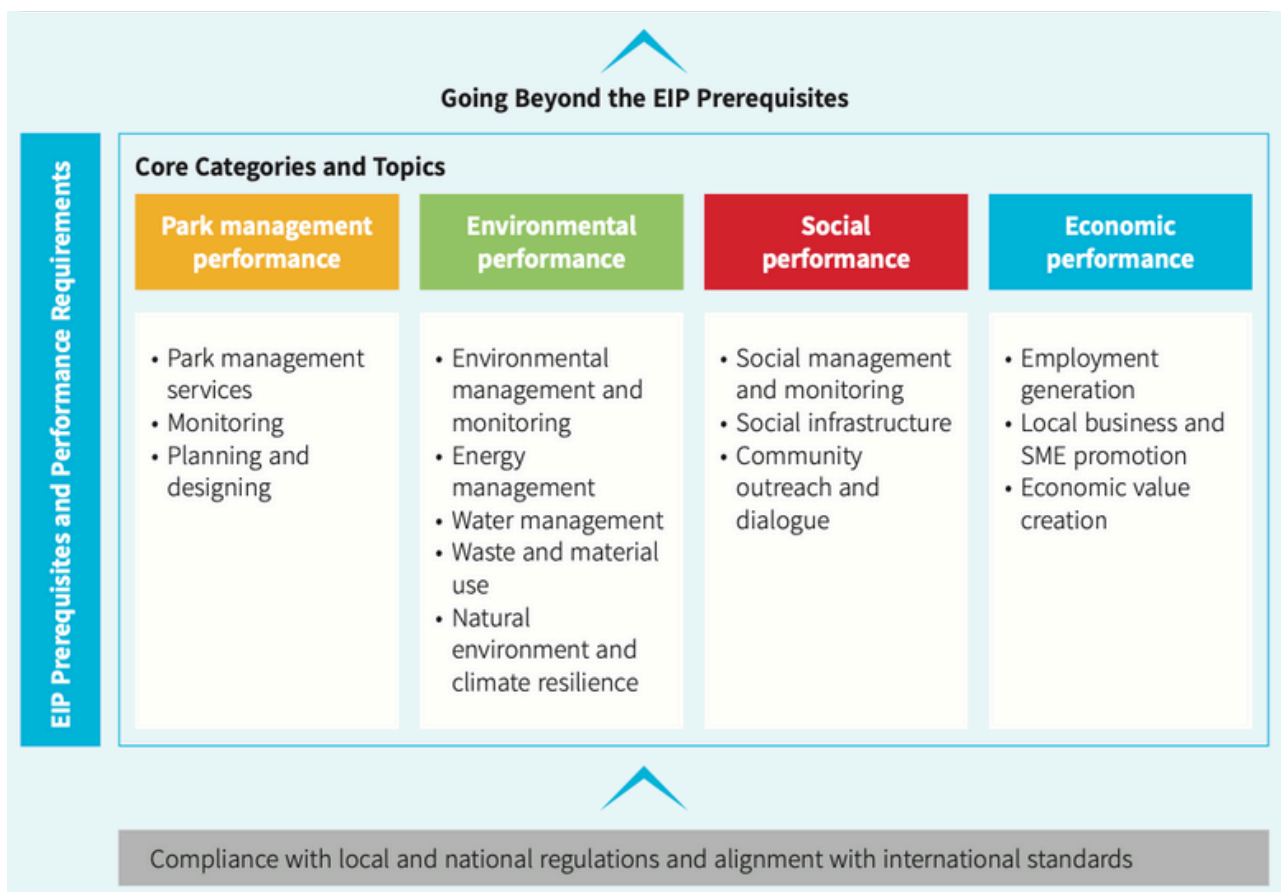 Going Beyond the EIP Prerequisites
EIP Prerequisites and Performance Requirements
Core Categories and Topics
Park management
performance
• Park management
services
• Monitoring
• Planning and
designing
Environmental
performance
• Environmental
management and
monitoring
• Energy
management
• Water management
• Waste and material
use
• Natural
environment and
climate resilience
Social
performance
• Social management
and monitoring
• Social infrastructure
• Community
outreach and
dialogue
Economic
performance
• Employment
generation
• Local business and
SME promotion
• Economic value
creation
Compliance with local and national regulations and alignment with international standards